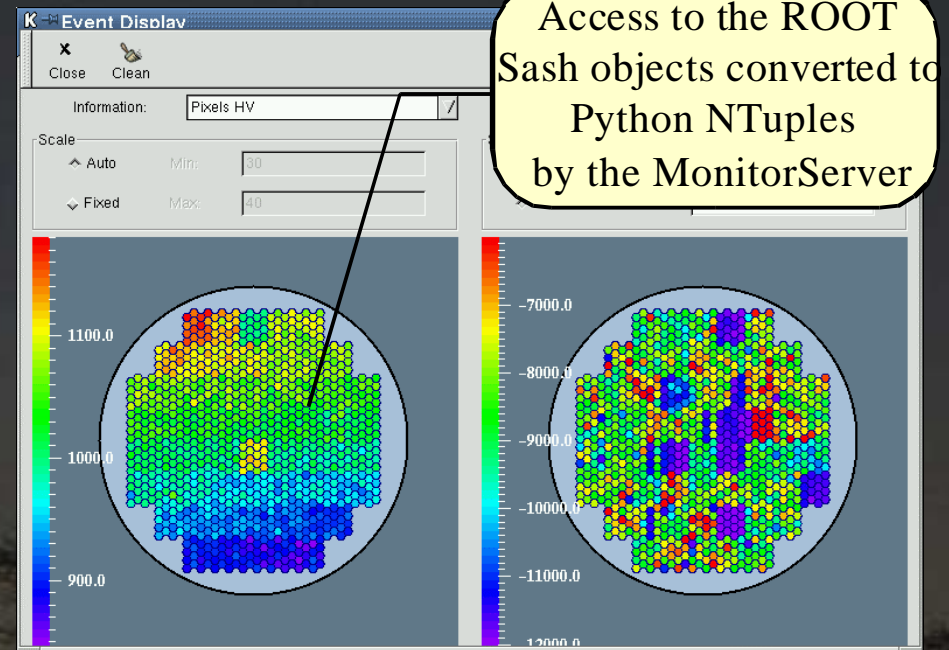 Event Display
Access to the ROOT
Sash objects converted to
Python NTuples
by the MonitorServer
Close
Clean
Information:
Pixels HV
Scale
Auto
Min:
30
Fixed
Max:
40
1100.0
1000.0
900.0
-7000.0
-8000.0
-9000.0
-10000.0
-11000.0
-12000.0